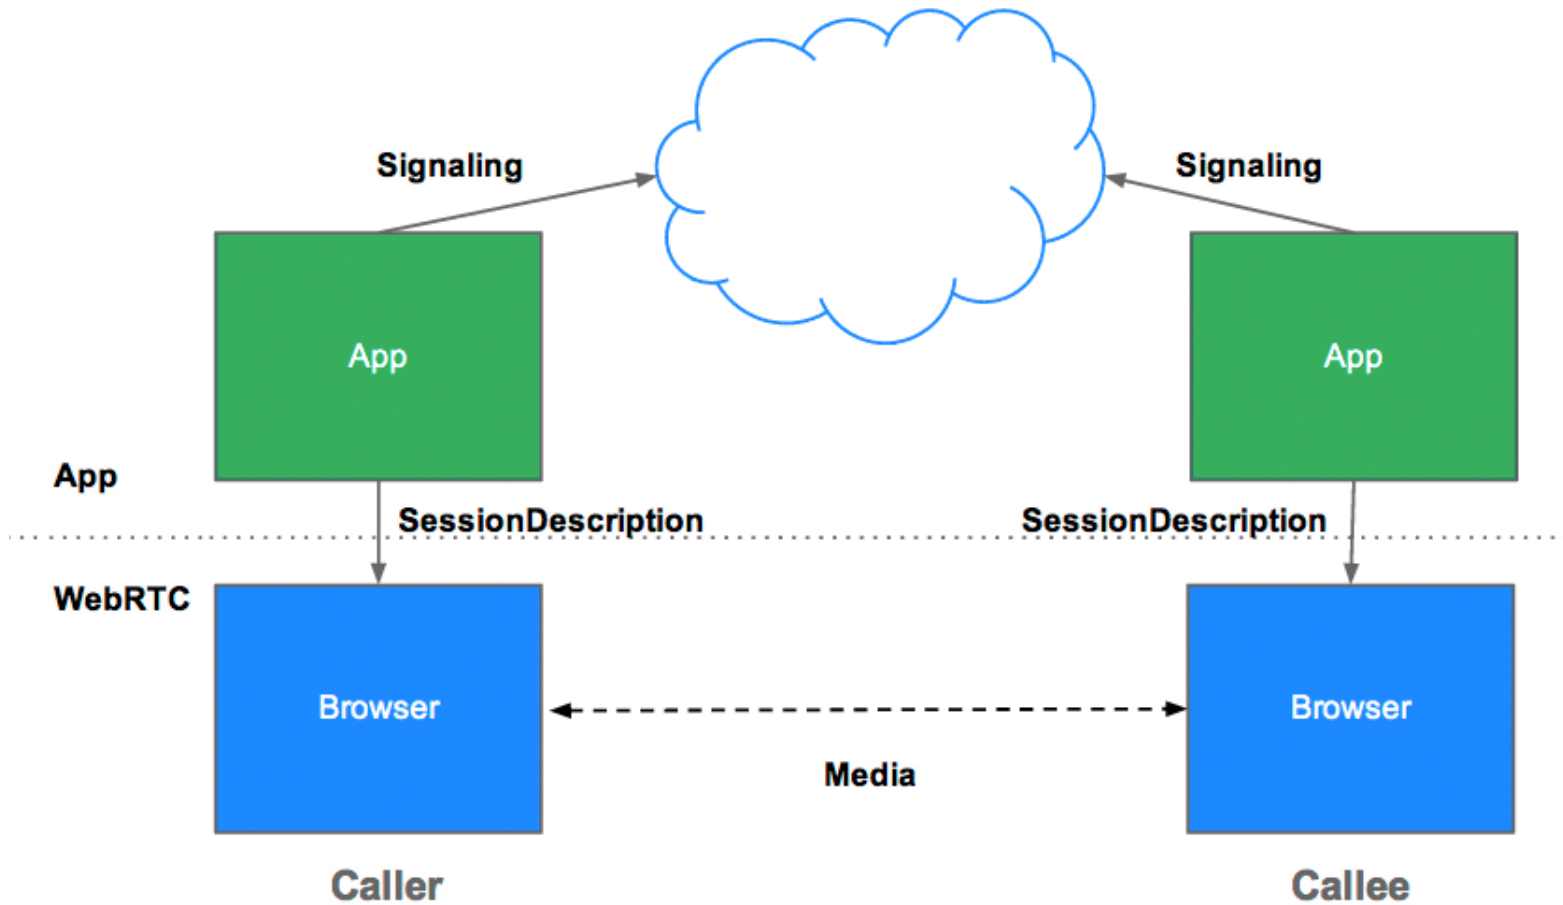 Signaling
Signaling
App
App
App
SessionDescription
SessionDescription
WebRTC
Browser
Browser
Media
Caller
Callee